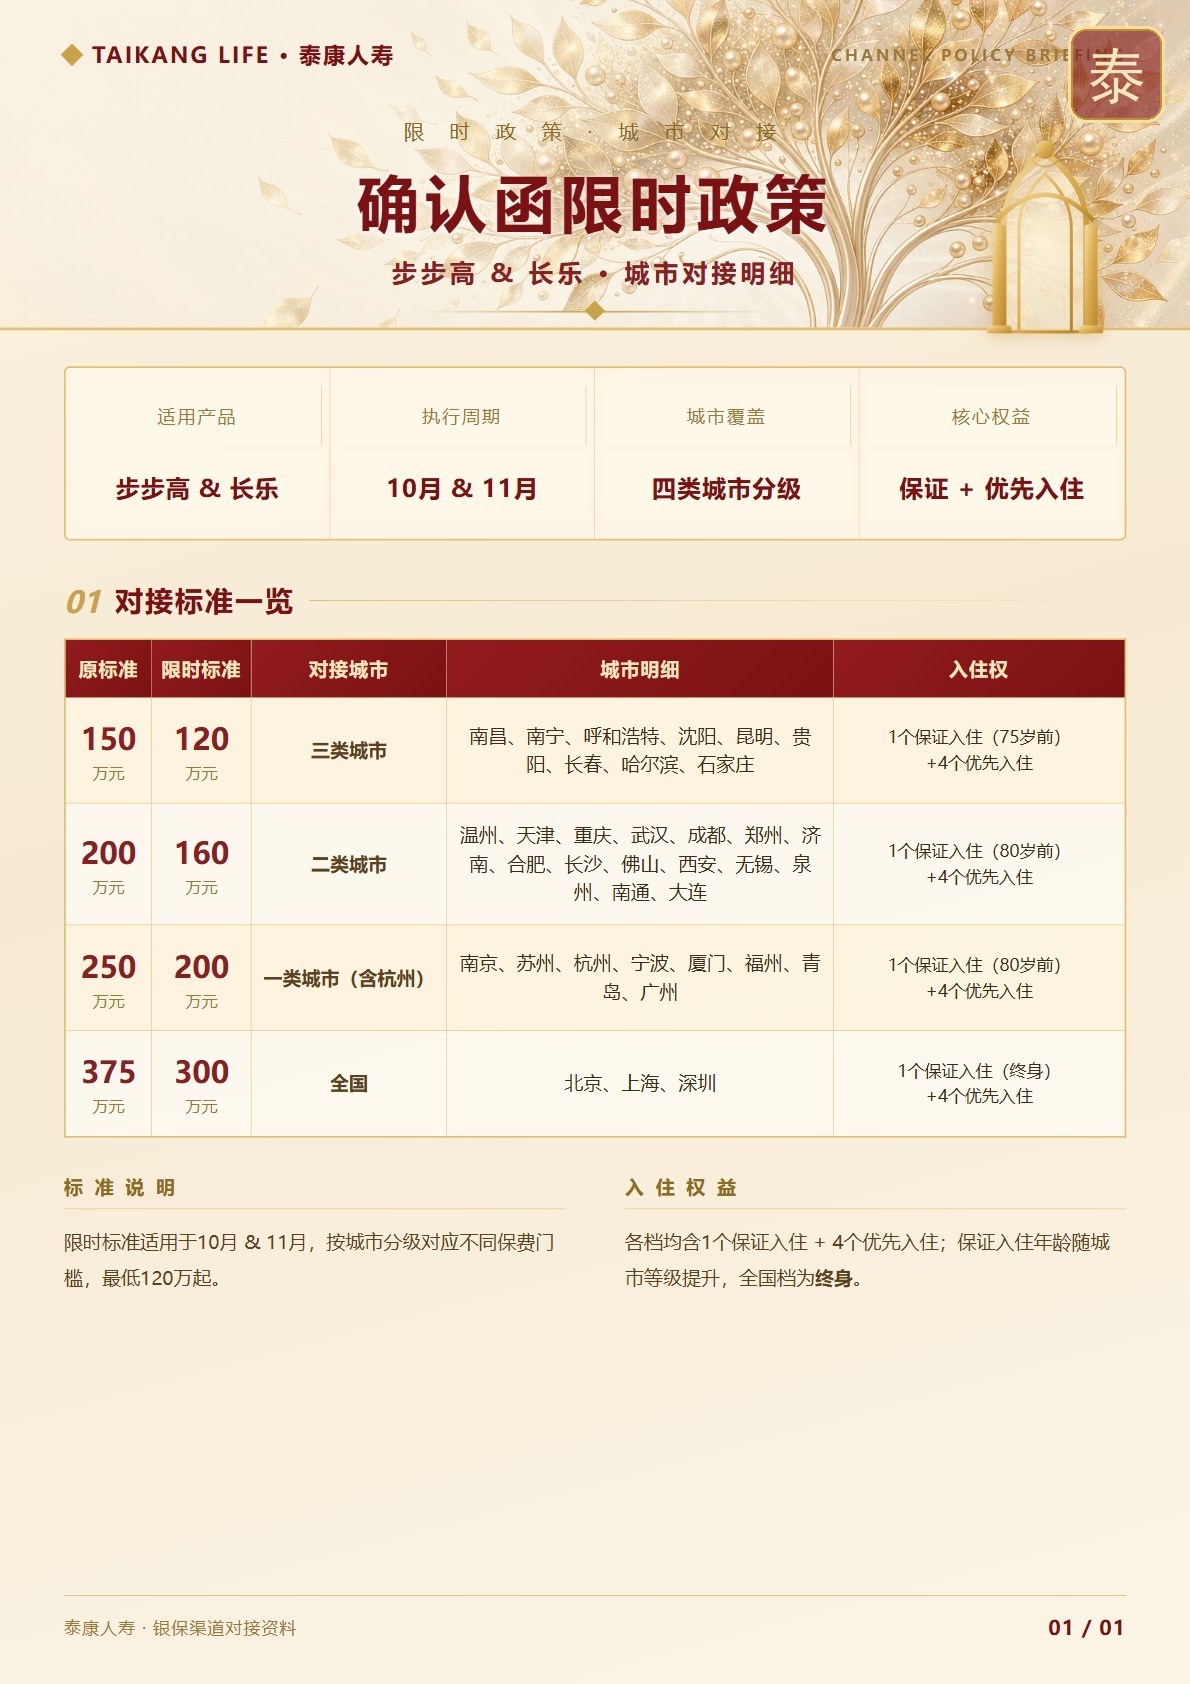 TAIKANG LIFE • 泰康人寿
CHANNEL POLICY BRIEFING
泰
限时政策·城市对接
确认函限时政策
步步高 & 长乐 • 城市对接明细
适用产品
执行周期
城市覆盖
核心权益
步步高 & 长乐
10月 & 11月
四类城市分级
保证 + 优先入住
01 对接标准一览
原标准
限时标准
对接城市
城市明细
入住权
150
万元
120
万元
三类城市
南昌、南宁、呼和浩特、沈阳、昆明、贵
阳、长春、哈尔滨、石家庄
1个保证入住（75岁前）
+4个优先入住
200
万元
160
万元
二类城市
温州、天津、重庆、武汉、成都、郑州、济
南、合肥、长沙、佛山、西安、无锡、泉
州、南通、大连
1个保证入住（80岁前）
+4个优先入住
250
万元
200
万元
一类城市（含杭州）
南京、苏州、杭州、宁波、厦门、福州、青
岛、广州
1个保证入住（80岁前）
+4个优先入住
375
万元
300
万元
全国
北京、上海、深圳
1个保证入住（终身）
+4个优先入住
标准说明
限时标准适用于10月 & 11月，按城市分级对应不同保费门
槛，最低120万起。
入住权益
各档均含1个保证入住 + 4个优先入住；保证入住年龄随城
市等级提升，全国档为终身。
泰康人寿 · 银保渠道对接资料
01 / 01